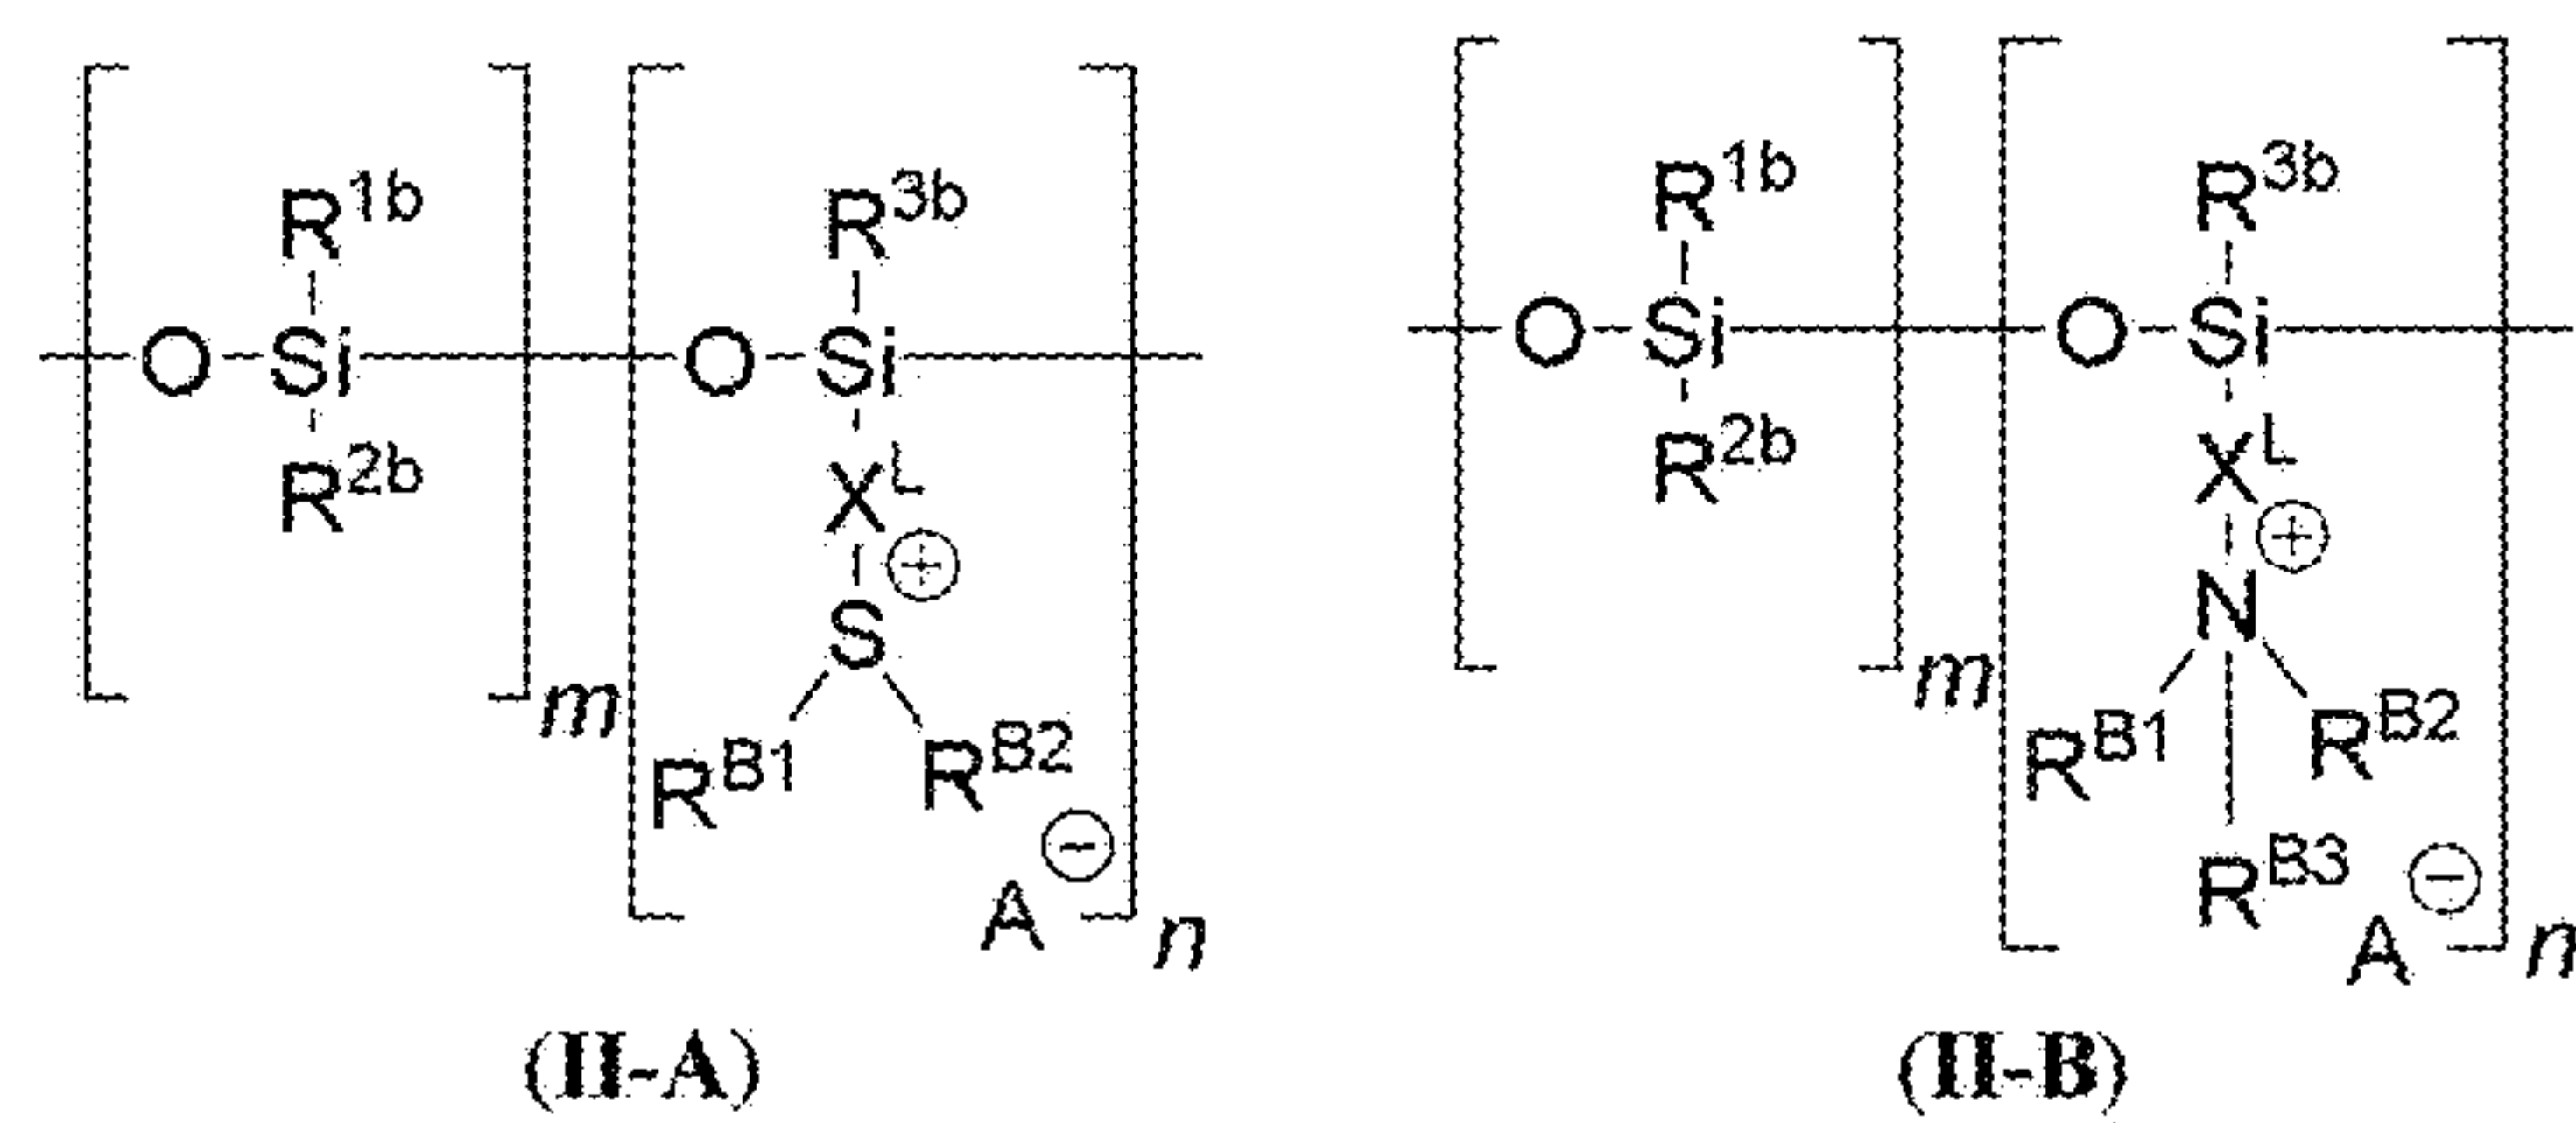 R1b R3b R1b R3b
O Si O Si O Si O Si
R2b XL R2b XL
⊕ ⊕
S N
m m
RB1 RB2 RB1 RB2
⊖ RB3 ⊖
A n A n
(II-A) (II-B)